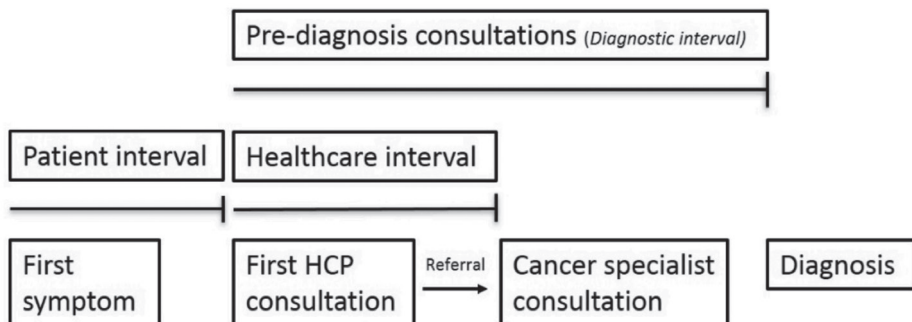 Pre-diagnosis consultations (Diagnostic interval)
Patient interval
Healthcare interval
First
symptom
First HCP
consultation
Referral
Cancer specialist
consultation
Diagnosis